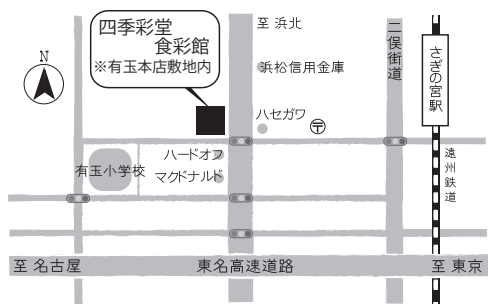 四季彩堂
食彩館
※有玉本店敷地内
至 浜北
浜松信用金庫
二俣街道
さぎの宮駅
N
ハセガワ
〒
ハードオフ
有玉小学校
マクドナルド
遠州鉄道
至 名古屋
東名高速道路
至 東京